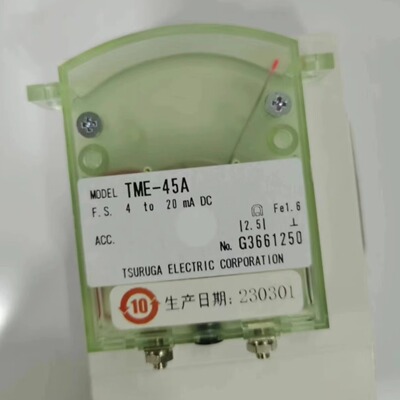 MODEL TME-45A
F.S. 4 to 20 mA DC
Fe1.6
ACC. |2.5| ⊥
No. G3661250
TSURUGA ELECTRIC CORPORATION
10 生产日期: 230301